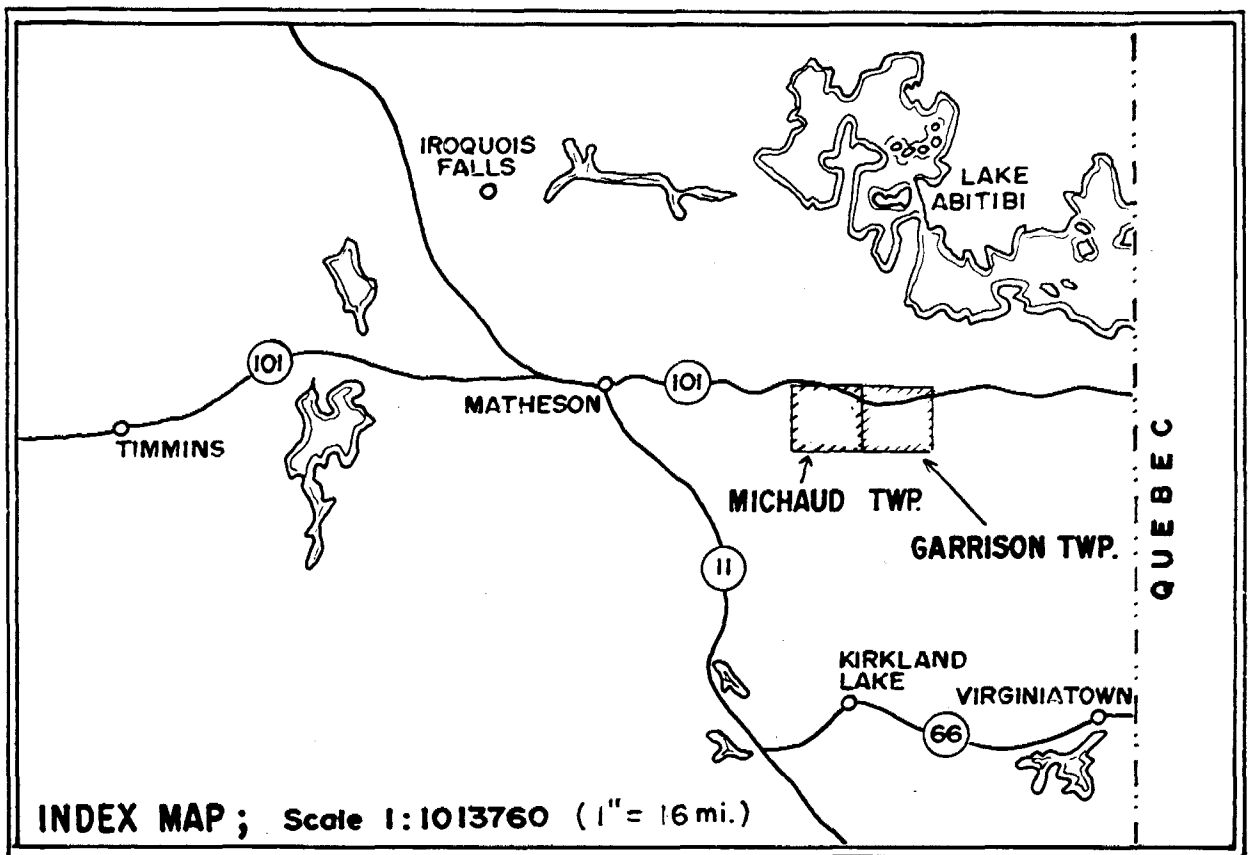 IROQUOIS
FALLS
LAKE
ABITIBI
101
MATHESON
101
TIMMINS
MICHAUD TWP.
GARRISON TWP.
QUEBEC
11
KIRKLAND
LAKE
VIRGINIATOWN
66
INDEX MAP; Scale 1:1013760 (1" = 16 mi.)